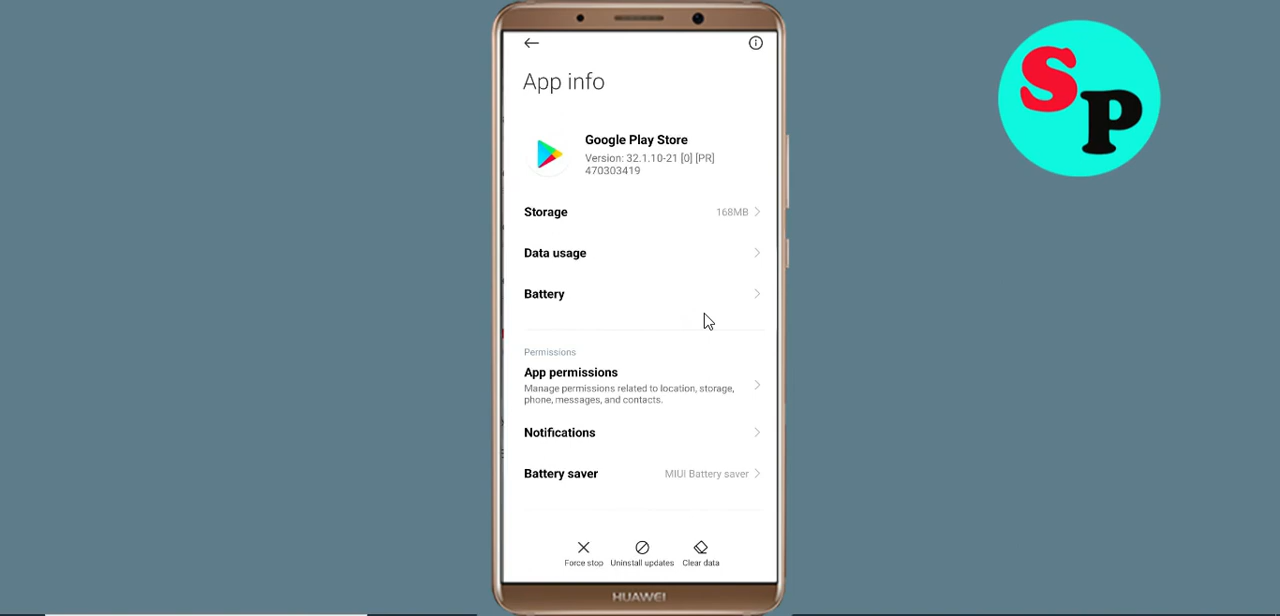 App info
Google Play Store
Version: 32.1.10-21 [0] [PR]
470303419
Storage 168MB
Data usage
Battery
Permissions
App permissions
Manage permissions related to location, storage,
phone, messages, and contacts.
Notifications
Battery saver MIUI Battery saver
Force stop Uninstall updates Clear data
HUAWEI
SP